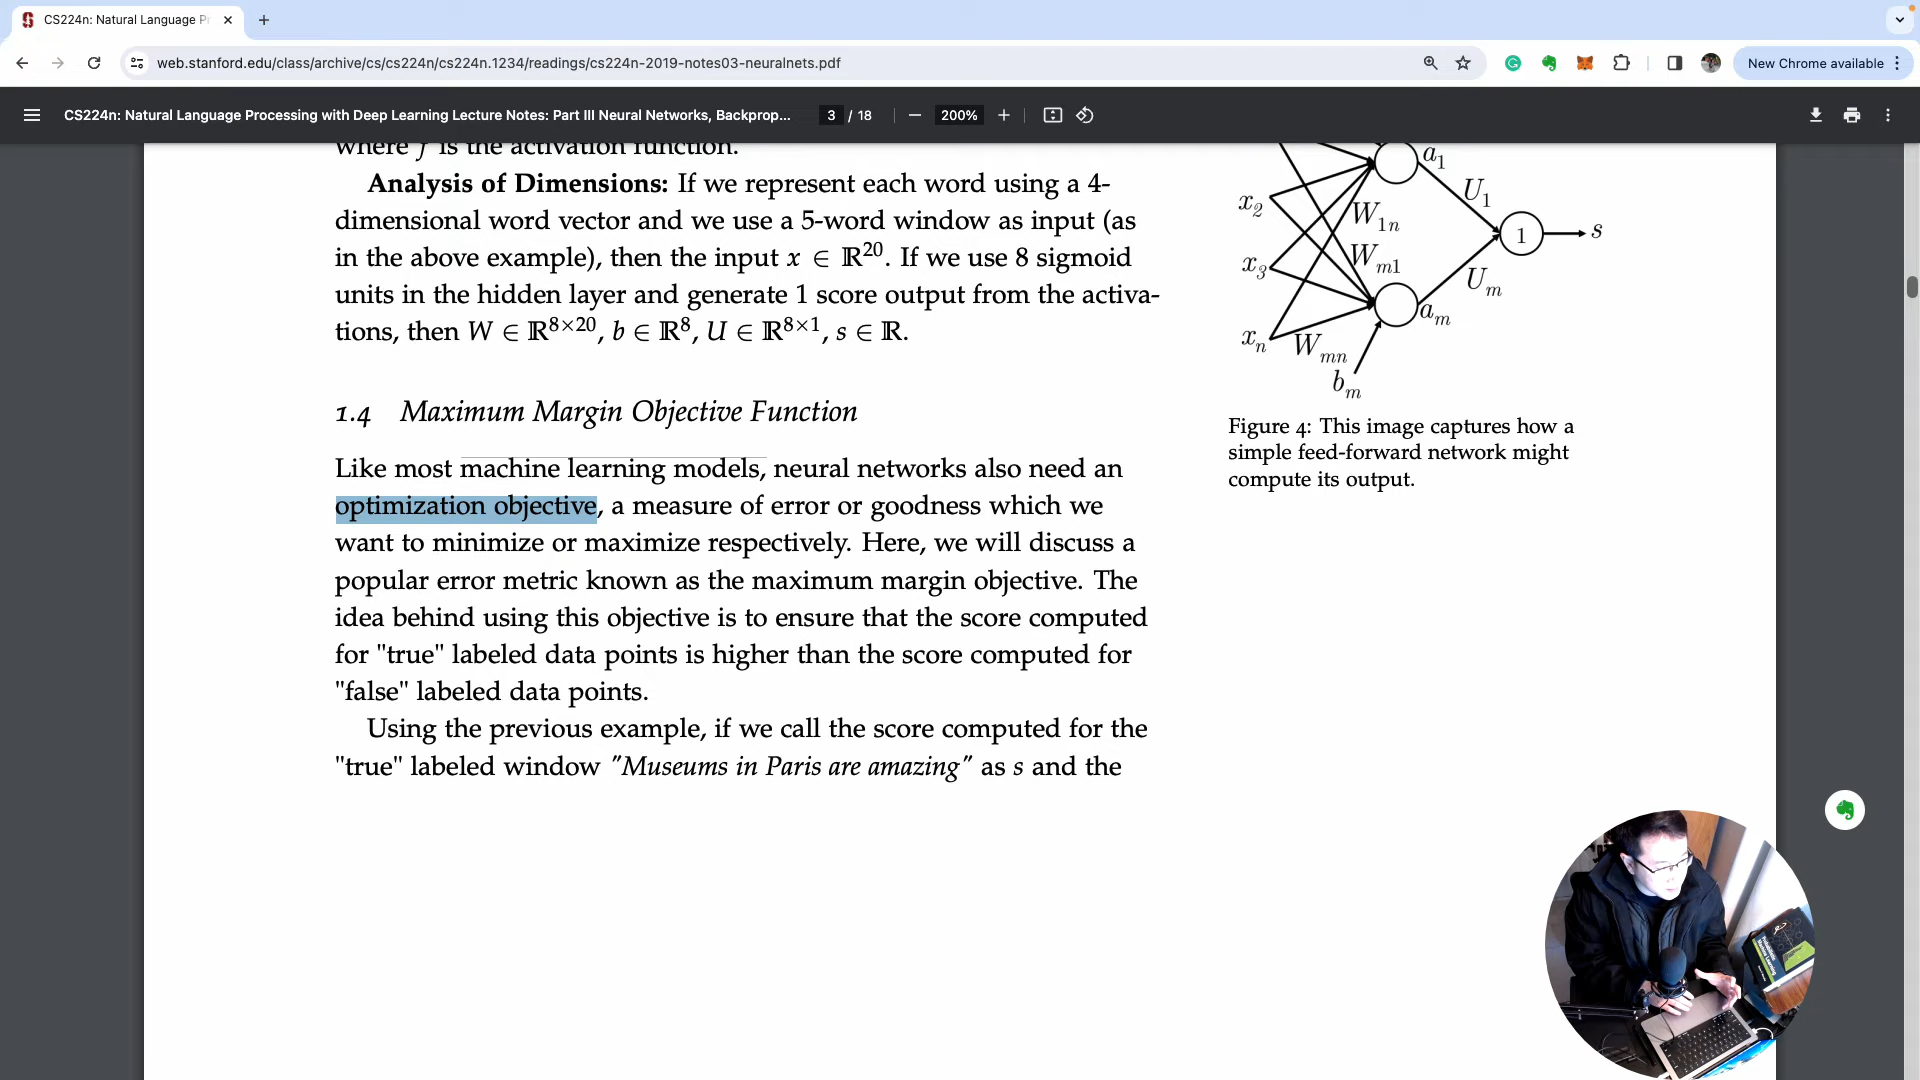 CS224n: Natural Language Pr
web.stanford.edu/class/archive/cs/cs224n/cs224n.1234/readings/cs224n-2019-notes03-neuralnets.pdf
New Chrome available
CS224n: Natural Language Processing with Deep Learning Lecture Notes: Part III Neural Networks, Backprop...
3 / 18
200%
where f is the activation function.
Analysis of Dimensions: If we represent each word using a 4-
dimensional word vector and we use a 5-word window as input (as
in the above example), then the input x ∈ ℝ²⁰. If we use 8 sigmoid
units in the hidden layer and generate 1 score output from the activa-
tions, then W ∈ ℝ⁸ˣ²⁰, b ∈ ℝ⁸, U ∈ ℝ⁸ˣ¹, s ∈ ℝ.
1.4 Maximum Margin Objective Function
Like most machine learning models, neural networks also need an
optimization objective, a measure of error or goodness which we
want to minimize or maximize respectively. Here, we will discuss a
popular error metric known as the maximum margin objective. The
idea behind using this objective is to ensure that the score computed
for "true" labeled data points is higher than the score computed for
"false" labeled data points.
Using the previous example, if we call the score computed for the
"true" labeled window "Museums in Paris are amazing" as s and the
a₁
x₂
U₁
W₁ₙ
1
s
Wₘ₁
x₃
Uₘ
aₘ
xₙ
Wₘₙ
bₘ
Figure 4: This image captures how a
simple feed-forward network might
compute its output.